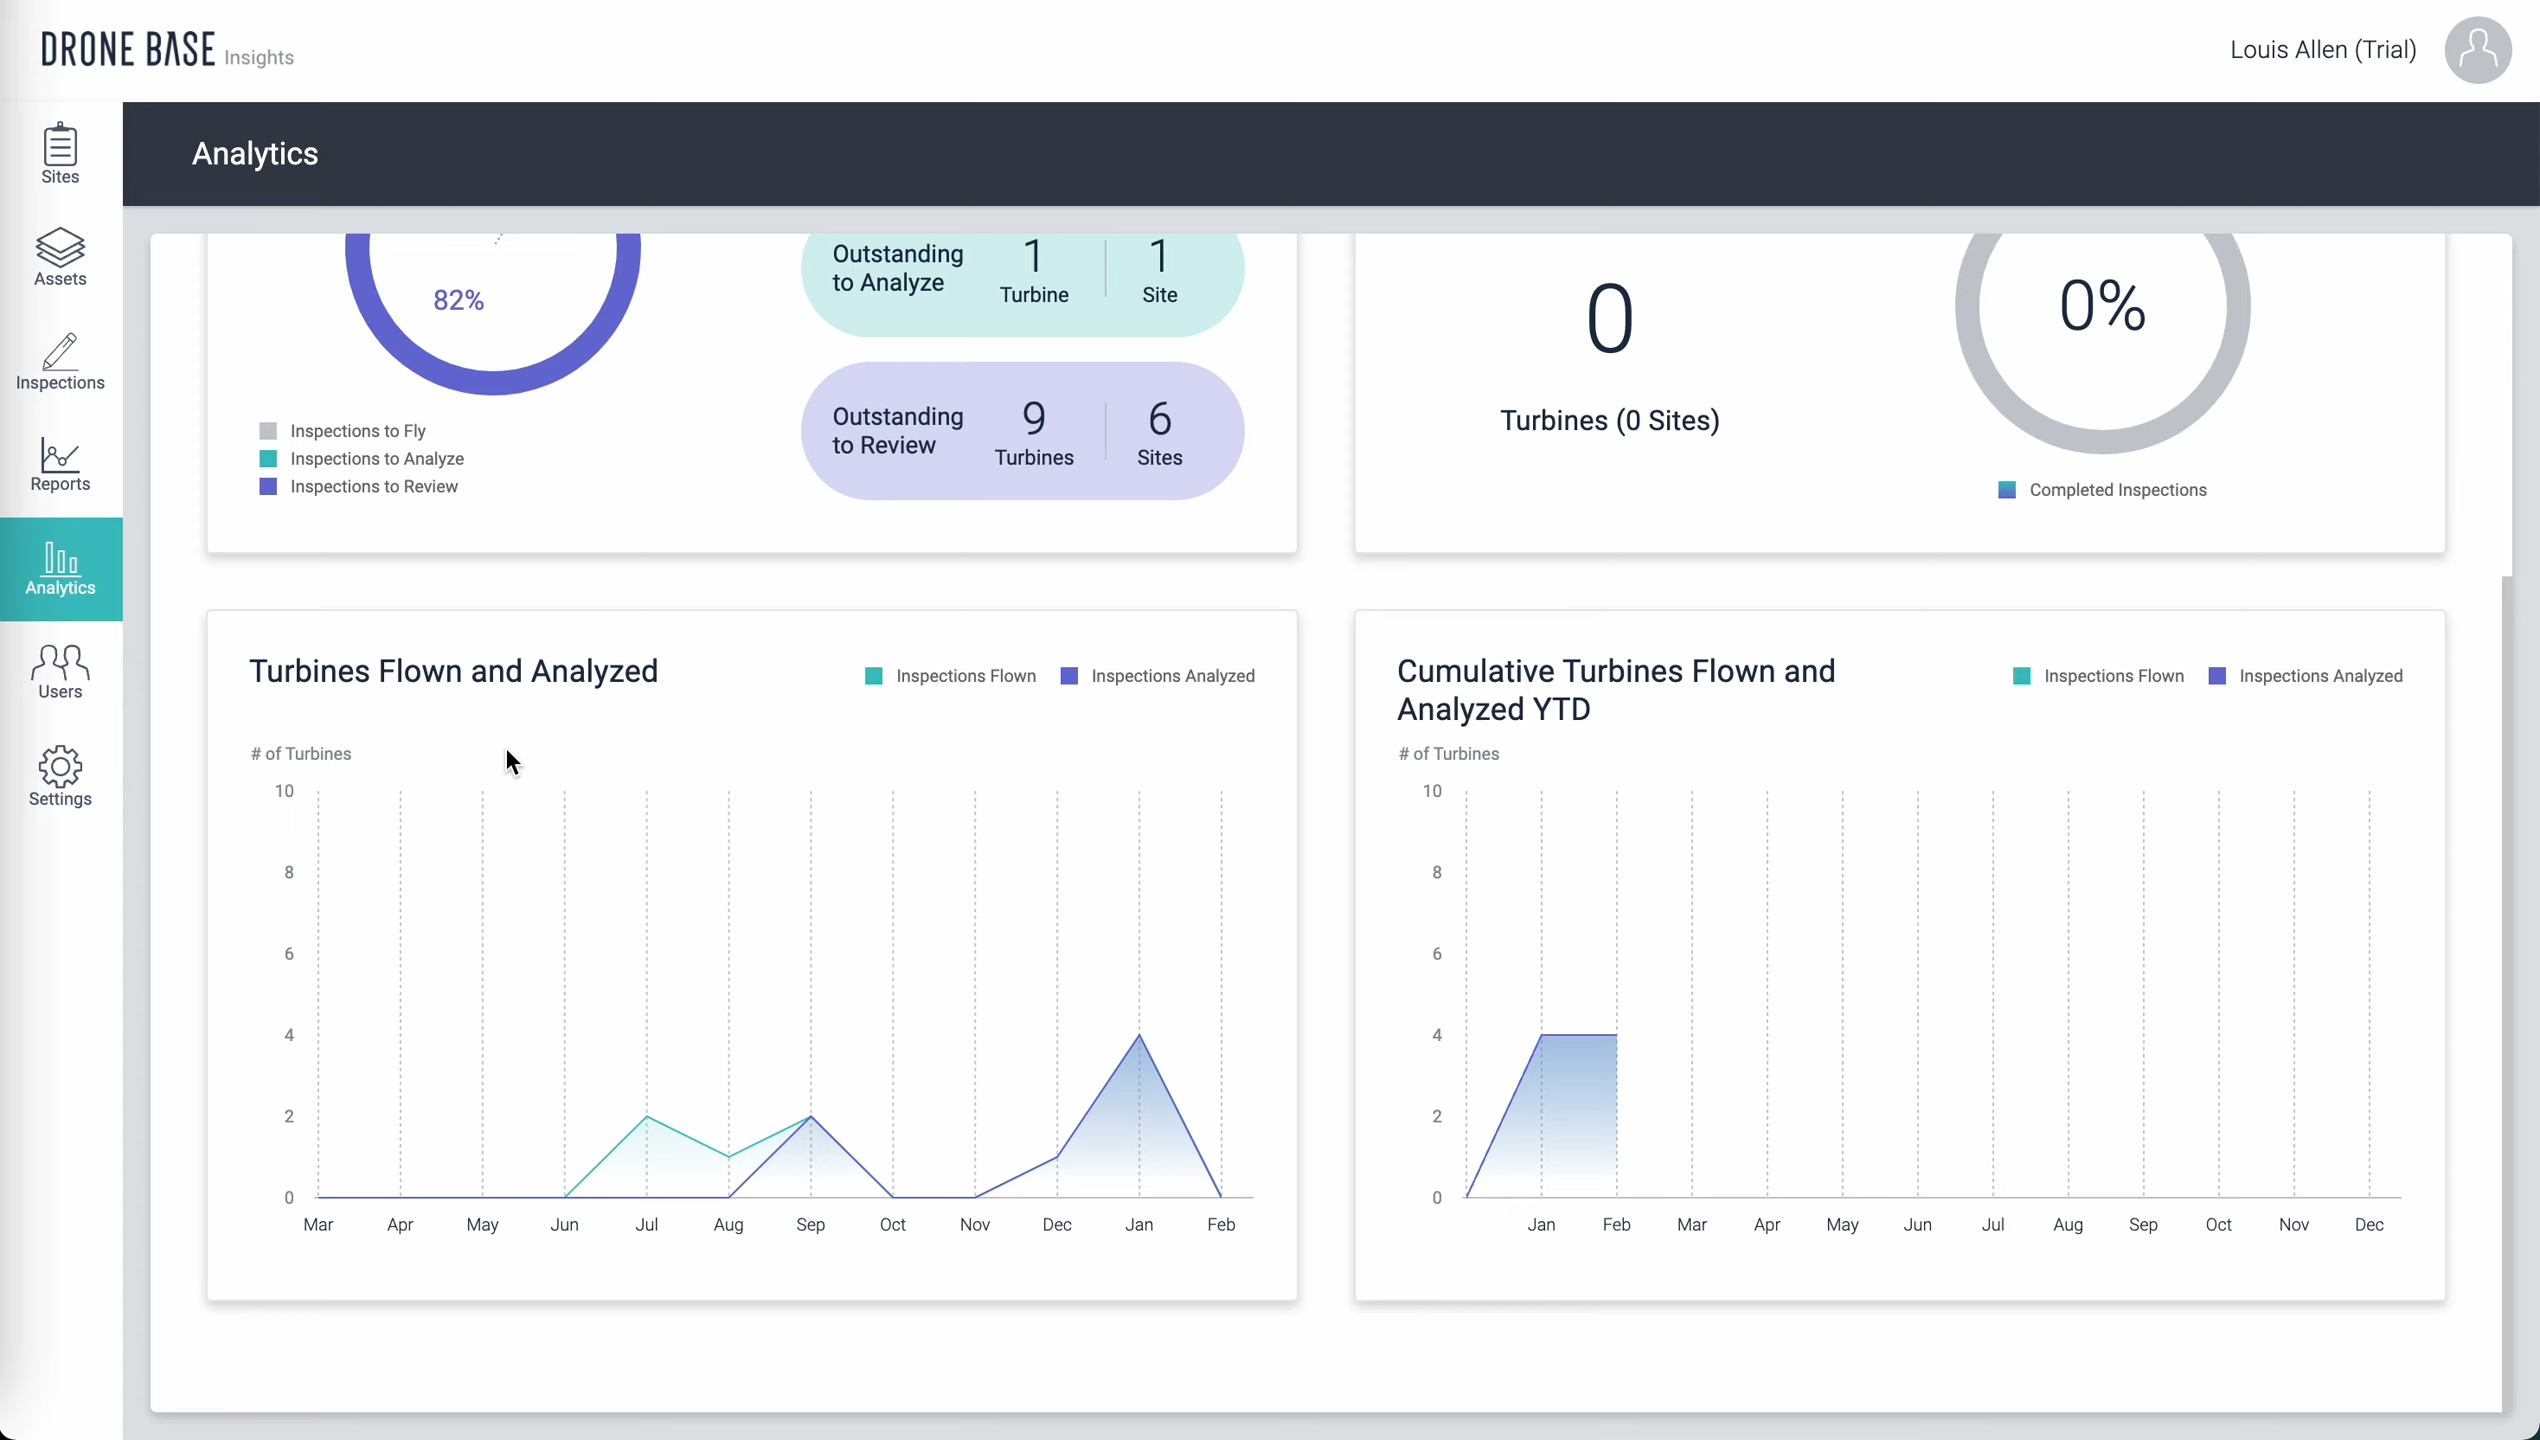 DRONE BASE Insights
Louis Allen (Trial)
Analytics
Sites
Assets
Inspections
Reports
Analytics
Users
Settings
82%
Inspections to Fly
Inspections to Analyze
Inspections to Review
Outstanding
to Analyze
1
Turbine
1
Site
Outstanding
to Review
9
Turbines
6
Sites
0
Turbines (0 Sites)
0%
Completed Inspections
Turbines Flown and Analyzed
Inspections Flown
Inspections Analyzed
# of Turbines
10
8
6
4
2
0
Mar Apr May Jun Jul Aug Sep Oct Nov Dec Jan Feb
Cumulative Turbines Flown and
Analyzed YTD
Inspections Flown
Inspections Analyzed
# of Turbines
10
8
6
4
2
0
Jan Feb Mar Apr May Jun Jul Aug Sep Oct Nov Dec